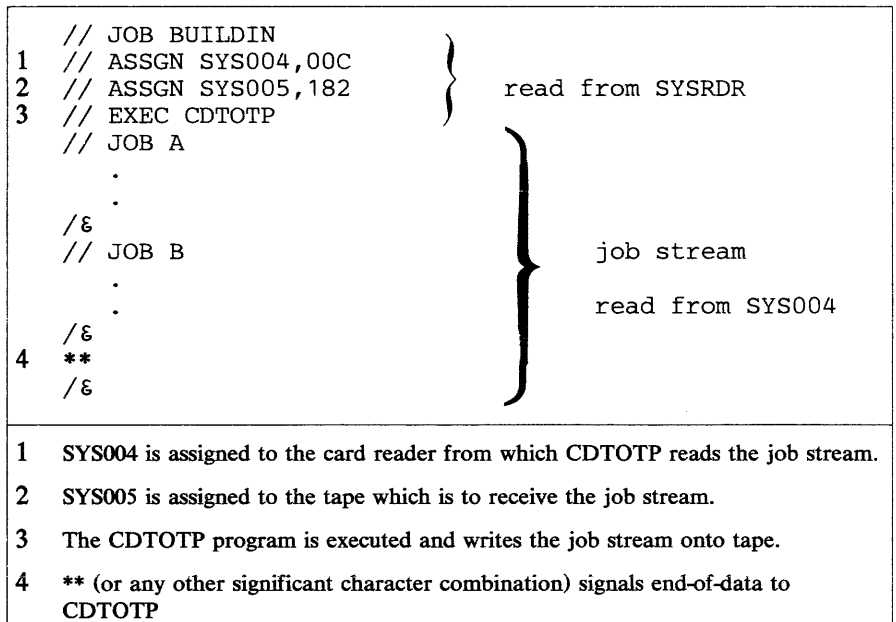 // JOB BUILDIN
1 // ASSGN SYS004,00C
2 // ASSGN SYS005,182 read from SYSRDR
3 // EXEC CDTOTP
// JOB A
.
.
/&
// JOB B job stream
.
. read from SYS004
/&
4 **
/&
1 SYS004 is assigned to the card reader from which CDTOTP reads the job stream.
2 SYS005 is assigned to the tape which is to receive the job stream.
3 The CDTOTP program is executed and writes the job stream onto tape.
4 ** (or any other significant character combination) signals end-of-data to
CDTOTP